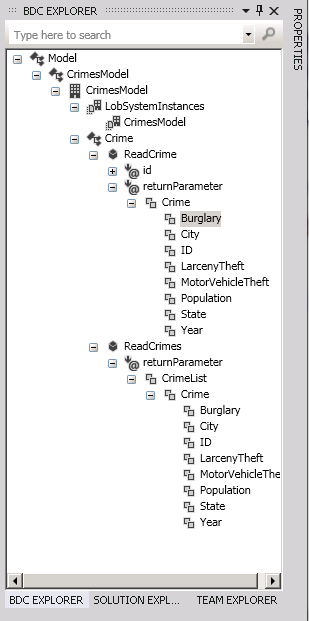 BDC EXPLORER
Type here to search
Model
CrimesModel
CrimesModel
LobSystemInstances
CrimesModel
Crime
ReadCrime
id
returnParameter
Crime
Burglary
City
ID
LarcenyTheft
MotorVehicleTheft
Population
State
Year
ReadCrimes
returnParameter
CrimeList
Crime
Burglary
City
ID
LarcenyTheft
MotorVehicleThe
Population
State
Year
BDC EXPLORER SOLUTION EXPL... TEAM EXPLORER
PROPERTIES